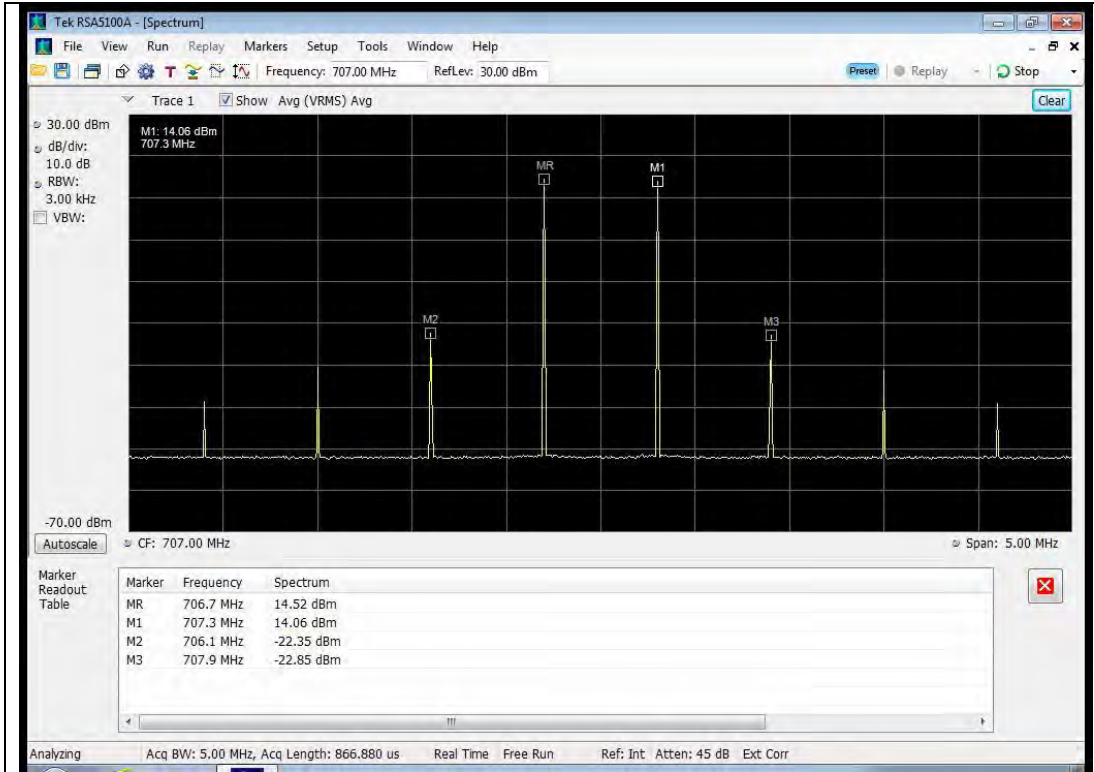 Tek RSA5100A - [Spectrum]
File View Run Replay Markers Setup Tools Window Help
Frequency: 707.00 MHz RefLev: 30.00 dBm Preset Replay Stop
Trace 1 Show Avg (VRMS) Avg Clear
30.00 dBm
dB/div:
10.0 dB
RBW:
3.00 kHz
VBW:
M1: 14.06 dBm
707.3 MHz
MR
M1
M2
M3
-70.00 dBm
Autoscale CF: 707.00 MHz Span: 5.00 MHz
Marker
Readout
Table
Marker Frequency Spectrum
MR 706.7 MHz 14.52 dBm
M1 707.3 MHz 14.06 dBm
M2 706.1 MHz -22.35 dBm
M3 707.9 MHz -22.85 dBm
Analyzing Acq BW: 5.00 MHz, Acq Length: 866.880 us Real Time Free Run Ref: Int Atten: 45 dB Ext Corr